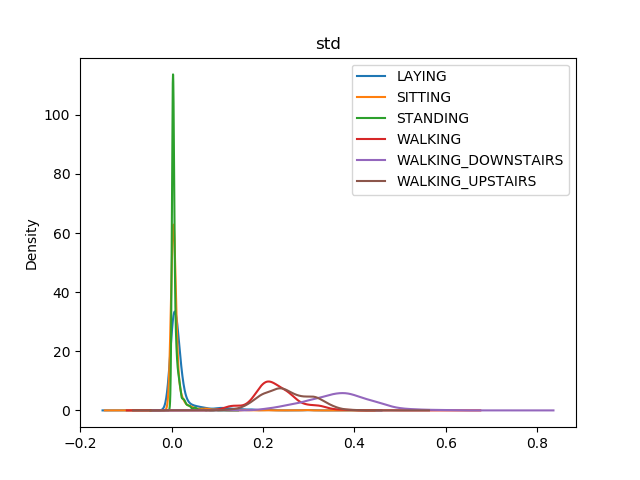 std
Density
100
80
60
40
20
0
−0.2
0.0
0.2
0.4
0.6
0.8
LAYING
SITTING
STANDING
WALKING
WALKING_DOWNSTAIRS
WALKING_UPSTAIRS